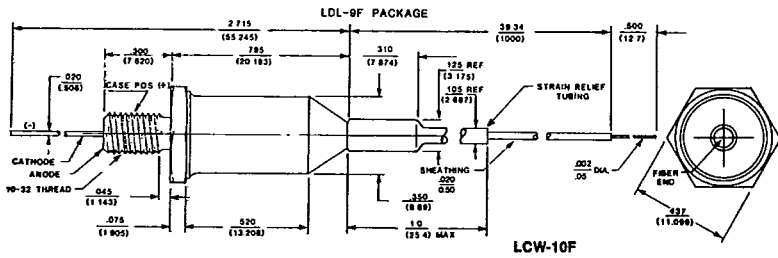 LDL-9F PACKAGE
2.715
(55.245)
39.34
(1000)
.500
(12.7)
.300
(7.620)
.795
(20.193)
.310
(7.874)
.020
(.508)
CASE POS (+)
.125 REF
(3.175)
.105 REF
(2.667)
STRAIN RELIEF
TUBING
(-)
CATHODE
ANODE
10-32 THREAD
SHEATHING
.020
0.50
.002
.05 DIA.
FIBER
END
.045
(1.143)
.350
(8.89)
.075
(1.905)
.520
(13.208)
1.0
(25.4) MAX
.437
(11.099)
LCW-10F